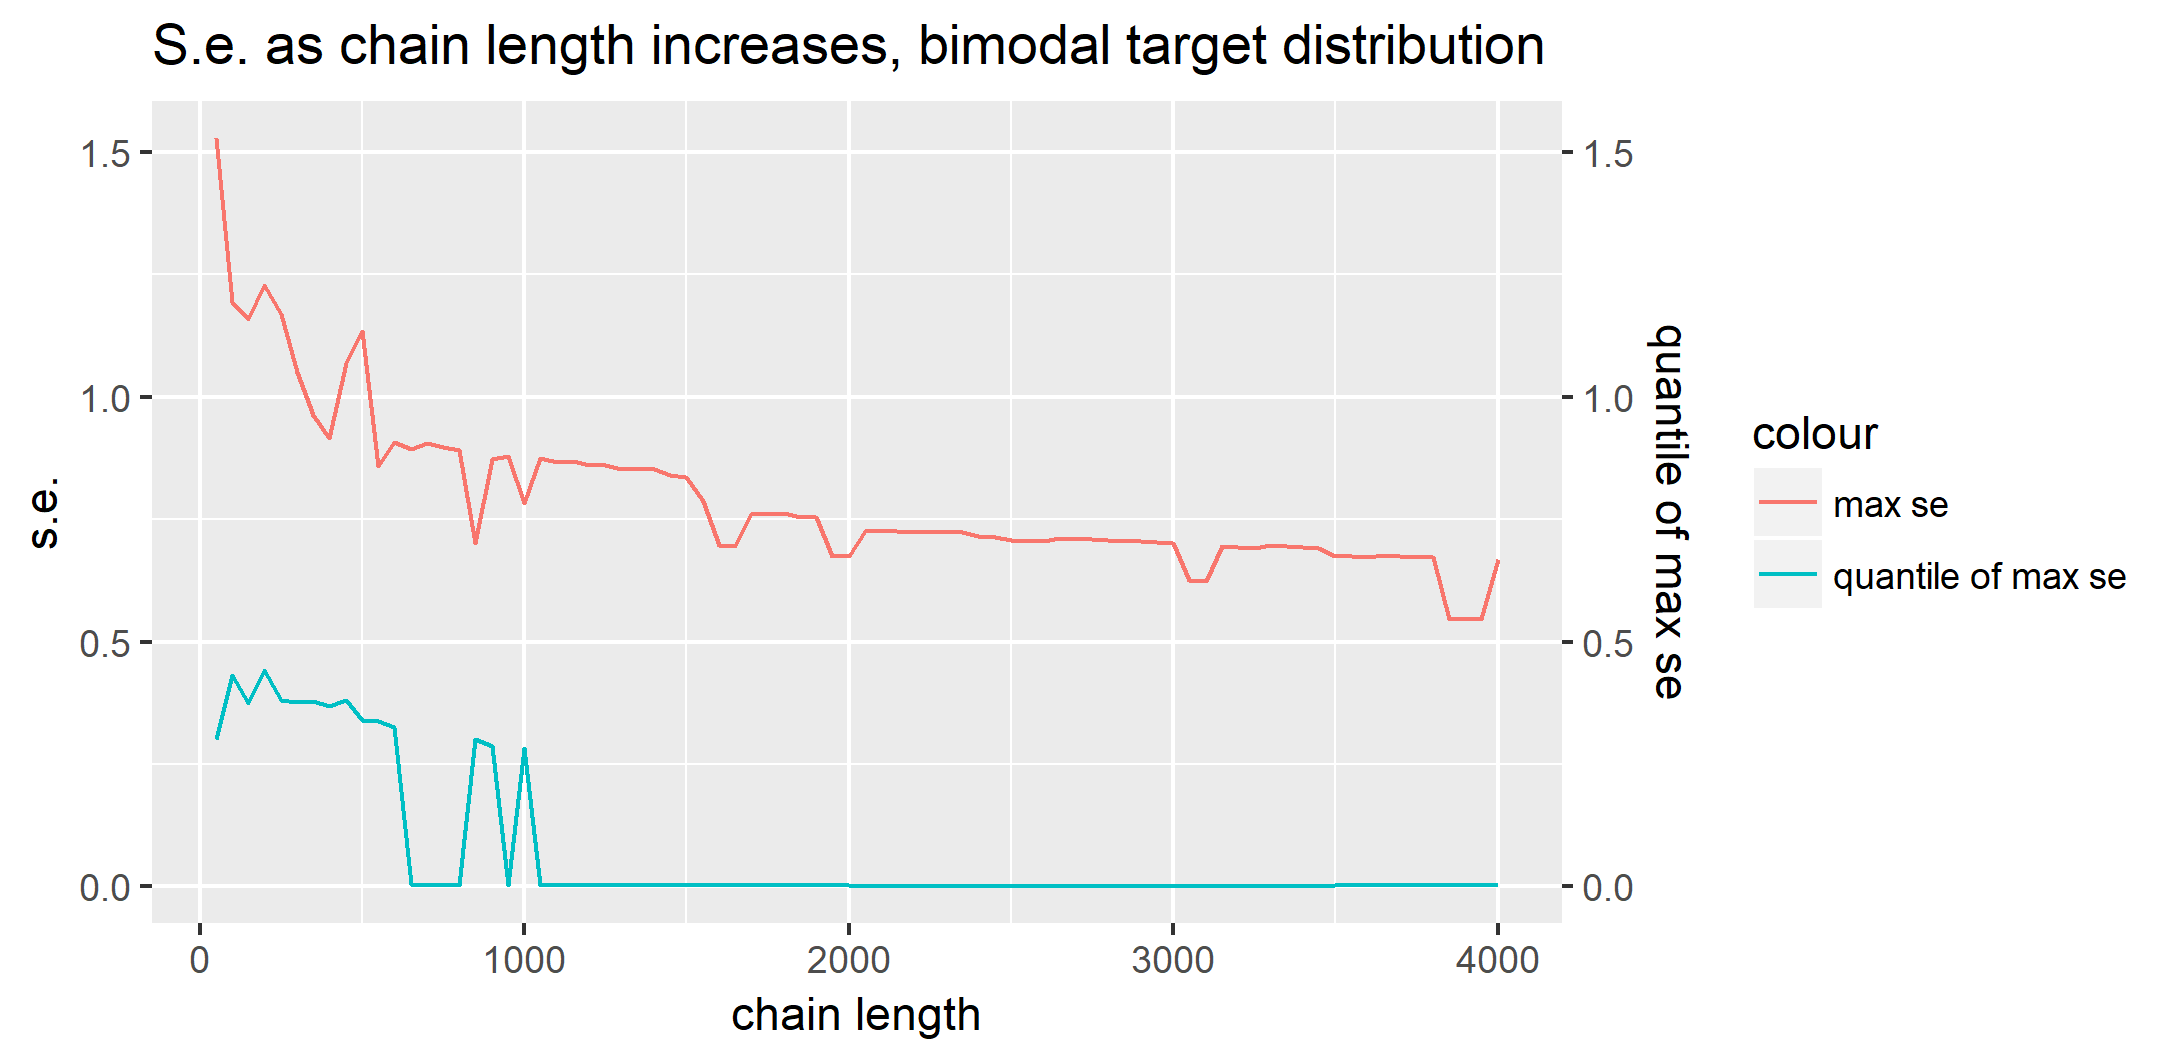 S.e. as chain length increases, bimodal target distribution
1.5
1.0
0.5
0.0
s.e.
1.5
1.0
0.5
0.0
quantile of max se
0
1000
2000
3000
4000
chain length
colour
max se
quantile of max se